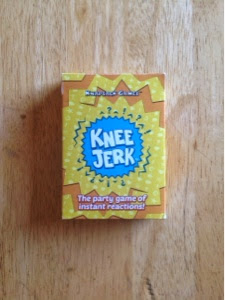 KNEE
JERK
The party game of
instant reactions!